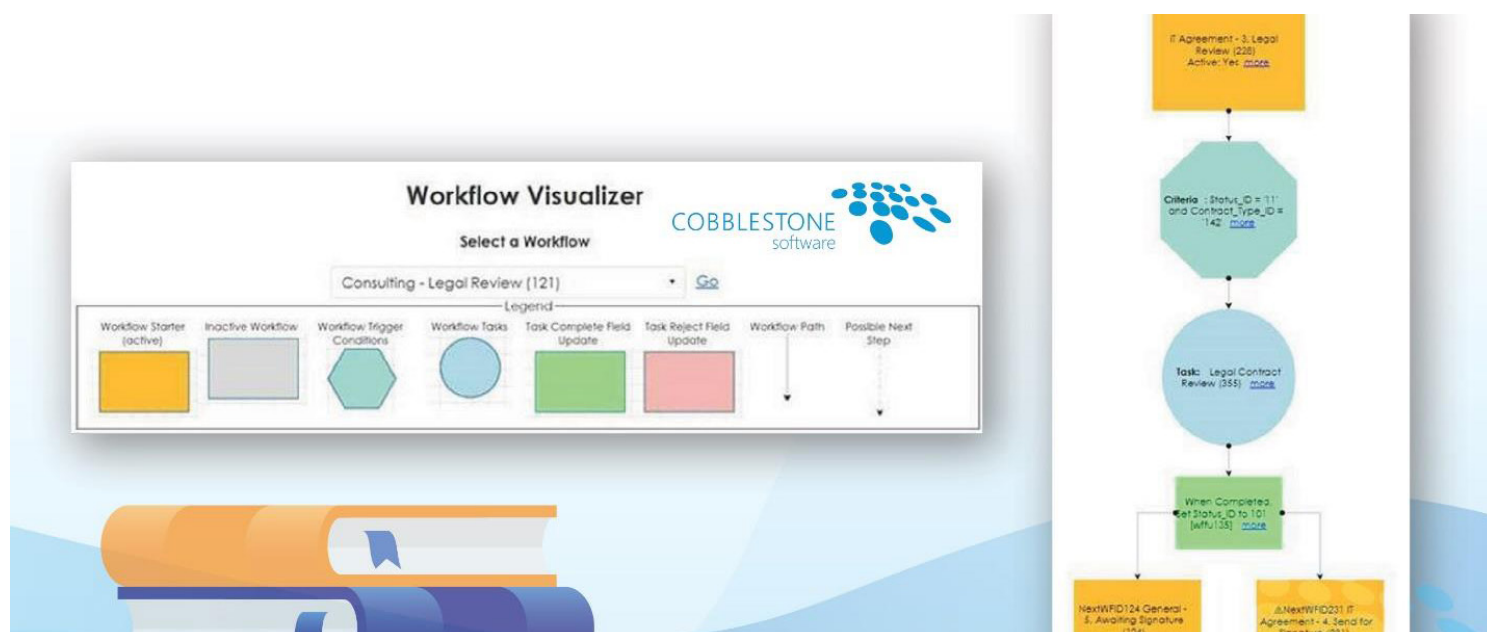 Workflow Visualizer
COBBLESTONE
software
Select a Workflow
Consulting - Legal Review (121)
Go
Legend
Workflow Starter
(active)
Inactive Workflow
Workflow Trigger
Conditions
Workflow Tasks
Task Complete Field
Update
Task Reject Field
Update
Workflow Path
Possible Next
Step
IT Agreement - 3. Legal
Review (228)
Active: Yes more
Criteria : Status_ID = '11'
and Contract_Type_ID =
'142' more
Task: Legal Contract
Review (355) more
When Completed,
Set Status_ID to 101
[wffu135] more
NextWFID124 General -
5. Awaiting Signature
⚠NextWFID231 IT
Agreement - 4. Send for